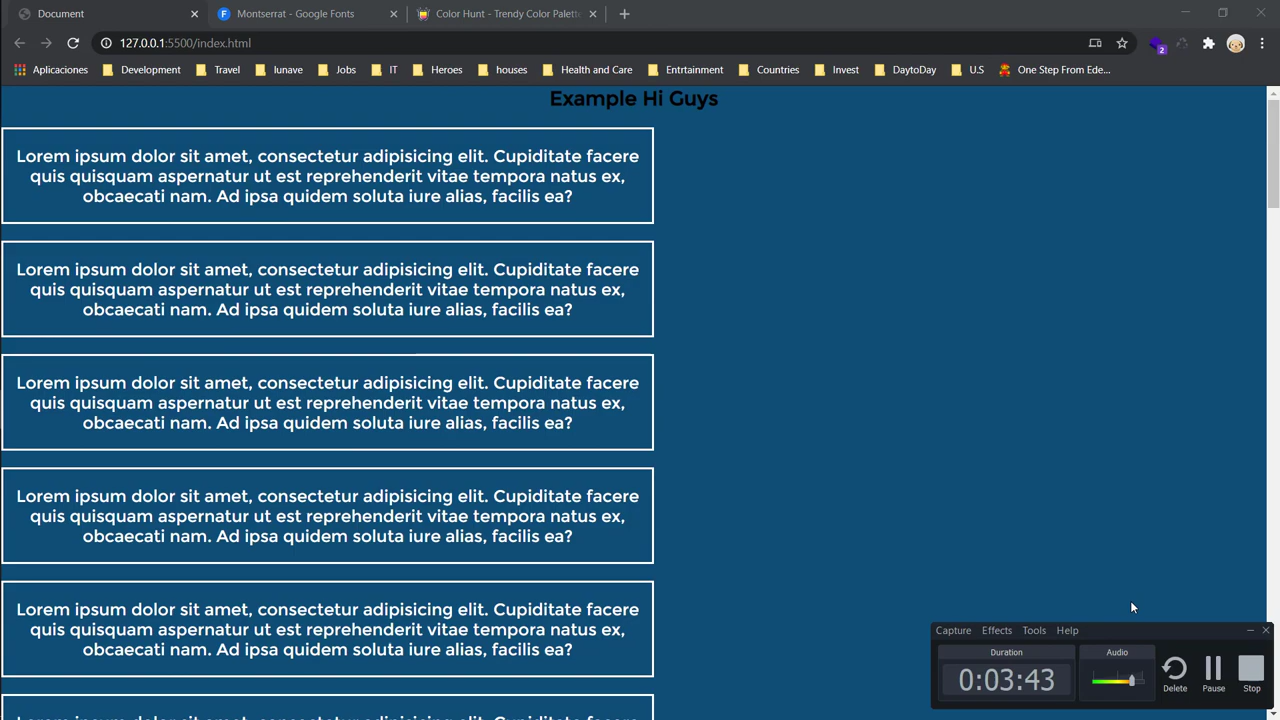 Document
Montserrat - Google Fonts
Color Hunt - Trendy Color Palette
127.0.0.1:5500/index.html
2
Aplicaciones Development Travel lunave Jobs IT Heroes houses Health and Care Entrtainment Countries Invest DaytoDay U.S One Step From Ede...
Example Hi Guys
Lorem ipsum dolor sit amet, consectetur adipisicing elit. Cupiditate facere
quis quisquam aspernatur ut est reprehenderit vitae tempora natus ex,
obcaecati nam. Ad ipsa quidem soluta iure alias, facilis ea?
Lorem ipsum dolor sit amet, consectetur adipisicing elit. Cupiditate facere
quis quisquam aspernatur ut est reprehenderit vitae tempora natus ex,
obcaecati nam. Ad ipsa quidem soluta iure alias, facilis ea?
Lorem ipsum dolor sit amet, consectetur adipisicing elit. Cupiditate facere
quis quisquam aspernatur ut est reprehenderit vitae tempora natus ex,
obcaecati nam. Ad ipsa quidem soluta iure alias, facilis ea?
Lorem ipsum dolor sit amet, consectetur adipisicing elit. Cupiditate facere
quis quisquam aspernatur ut est reprehenderit vitae tempora natus ex,
obcaecati nam. Ad ipsa quidem soluta iure alias, facilis ea?
Lorem ipsum dolor sit amet, consectetur adipisicing elit. Cupiditate facere
quis quisquam aspernatur ut est reprehenderit vitae tempora natus ex,
obcaecati nam. Ad ipsa quidem soluta iure alias, facilis ea?
Capture Effects Tools Help
Duration
0:03:43
Audio
Delete
Pause
Stop